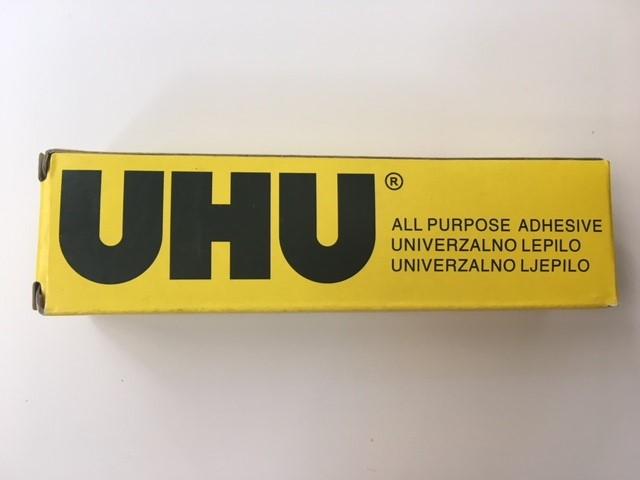 UHU®
ALL PURPOSE ADHESIVE
UNIVERZALNO LEPILO
UNIVERZALNO LJEPILO